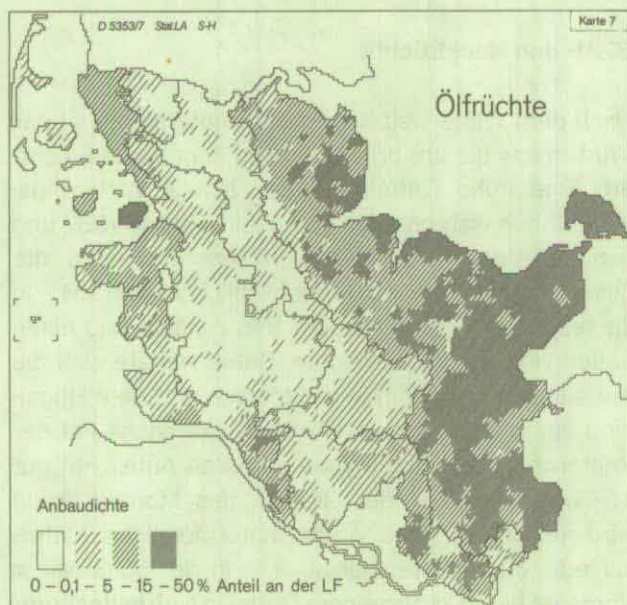 D 5353/7 Stat.LA S-H
Karte 7
Ölfrüchte
Anbaudichte
0 – 0,1 – 5 – 15 – 50 % Anteil an der LF